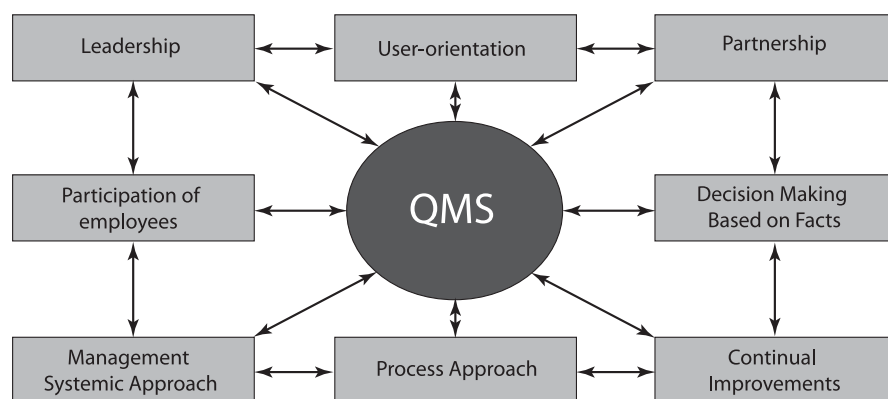 Leadership
User-orientation
Partnership
Participation of
employees
QMS
Decision Making
Based on Facts
Management
Systemic Approach
Process Approach
Continual
Improvements